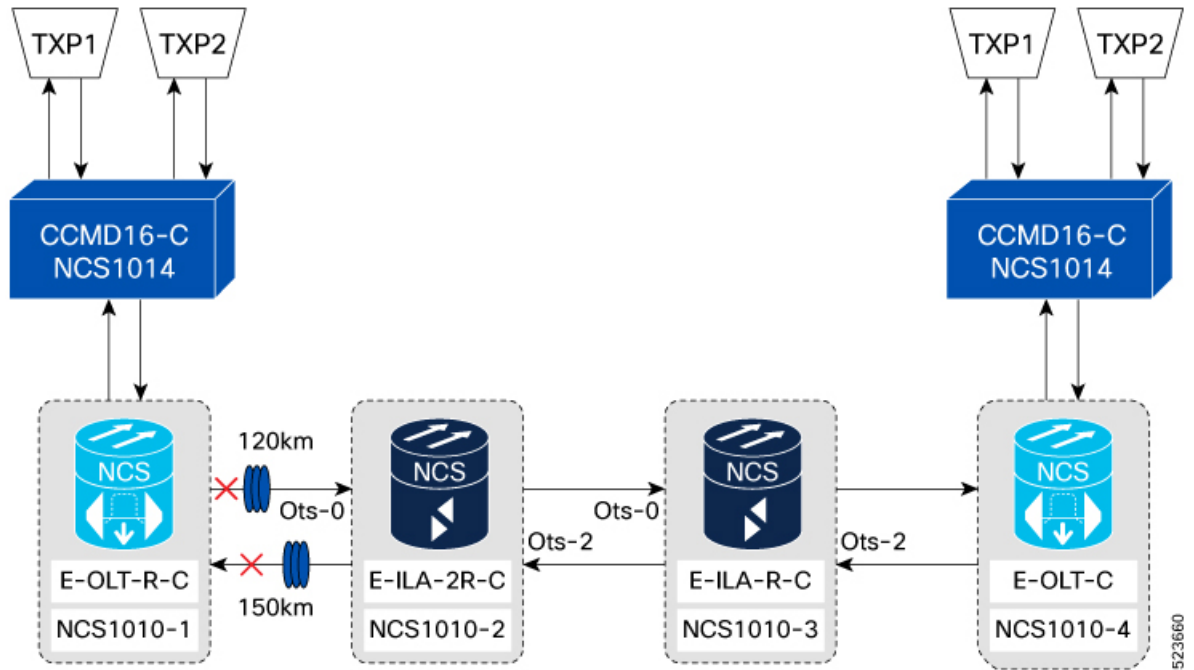 TXP1
TXP2
TXP1
TXP2
CCMD16-C
NCS1014
CCMD16-C
NCS1014
120km
NCS
NCS
NCS
NCS
Ots-0
Ots-0
Ots-2
Ots-2
E-OLT-R-C
150km
E-ILA-2R-C
E-ILA-R-C
E-OLT-C
NCS1010-1
NCS1010-2
NCS1010-3
NCS1010-4
523660